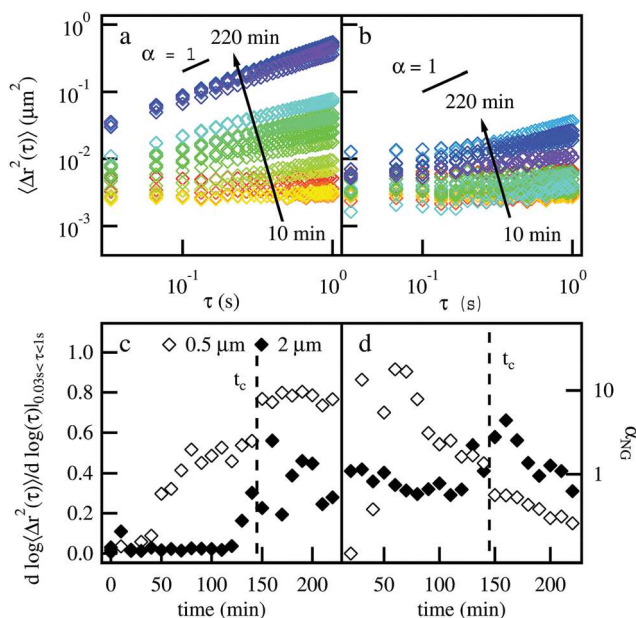 a
α = 1
220 min
10 min
b
α = 1
220 min
10 min
⟨Δr²(τ)⟩ (μm²)
10⁰
10⁻¹
10⁻²
10⁻³
10⁻¹
10⁰
τ (s)
10⁻¹
10⁰
τ (s)
c
◇ 0.5 μm ◆ 2 μm
t_c
d
t_c
d log⟨Δr²(τ)⟩/d log(τ)|₀.₀₃ₛ< τ <₁ₛ
1.0
0.8
0.6
0.4
0.2
0.0
10
1
α_NG
0 50 100 150 200
time (min)
50 100 150 200
time (min)